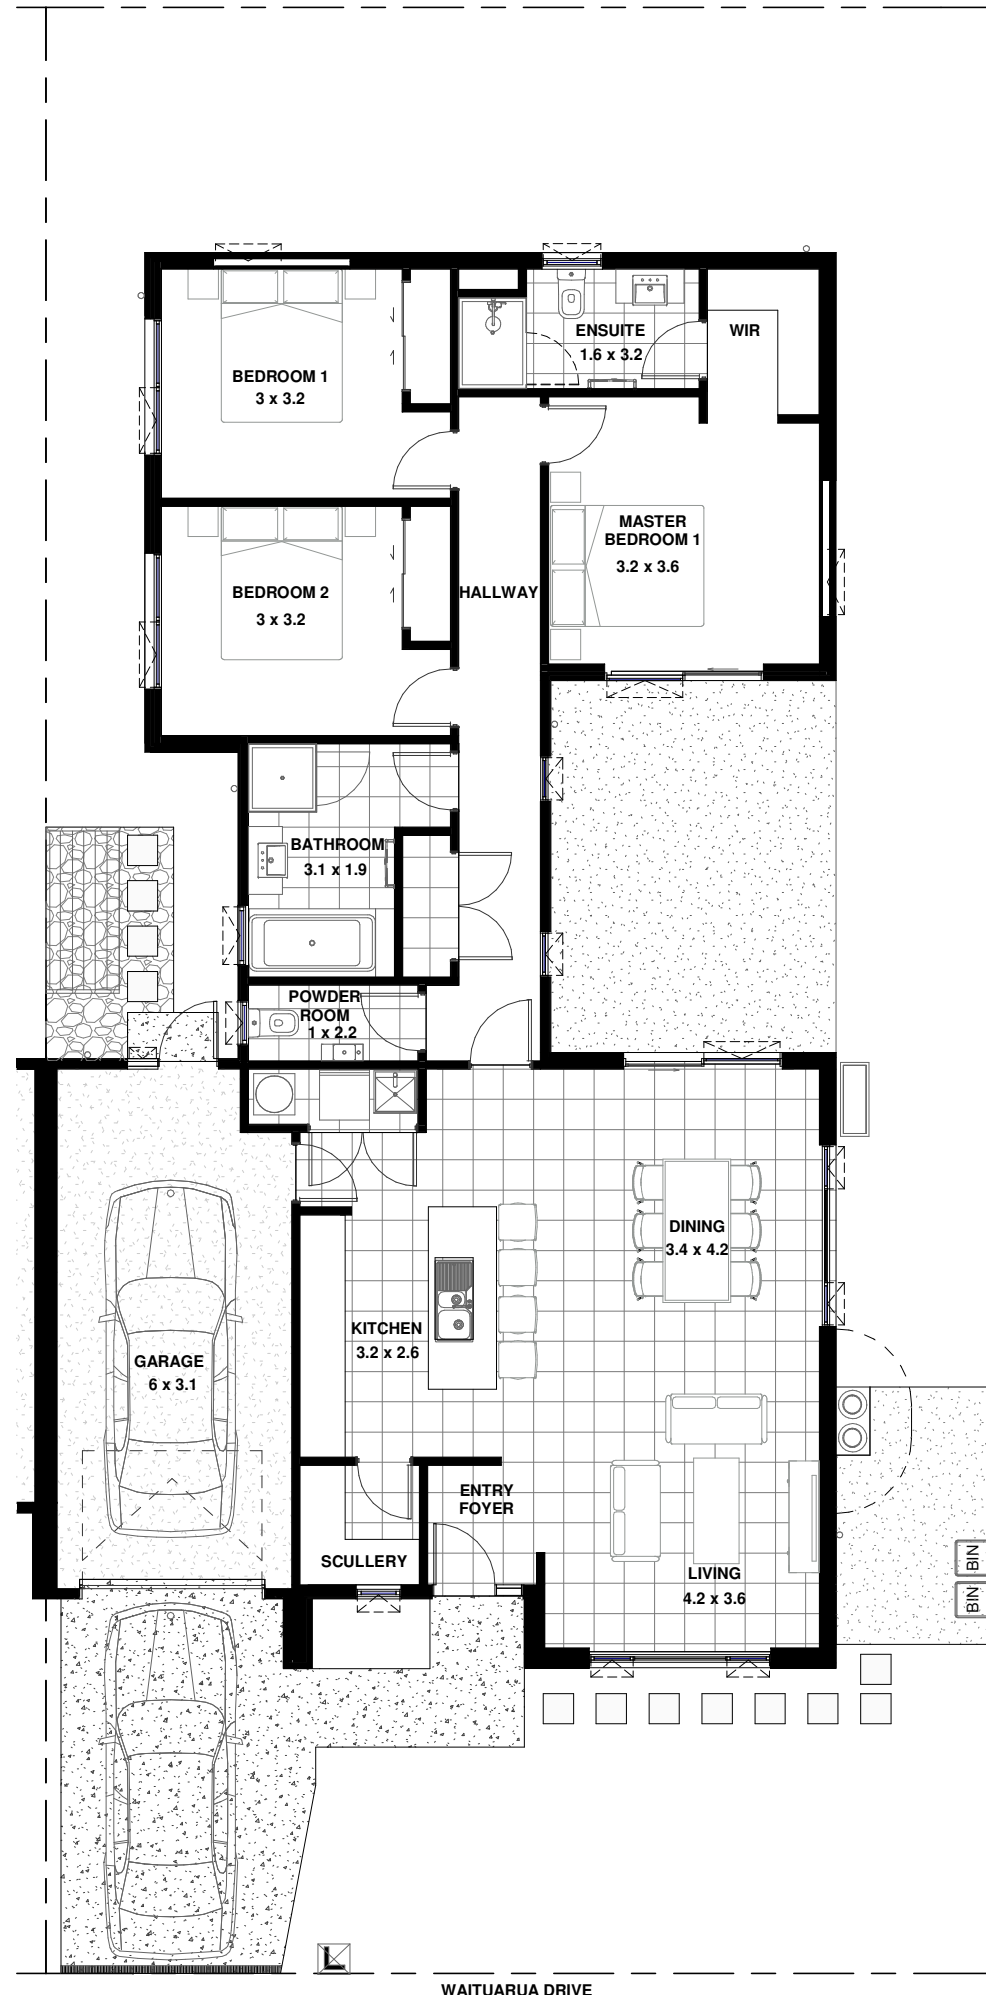 ENSUITE
1.6 x 3.2
WIR
BEDROOM 1
3 x 3.2
MASTER
BEDROOM 1
3.2 x 3.6
BEDROOM 2
3 x 3.2
HALLWAY
BATHROOM
3.1 x 1.9
POWDER
ROOM
1 x 2.2
DINING
3.4 x 4.2
KITCHEN
3.2 x 2.6
GARAGE
6 x 3.1
ENTRY
FOYER
SCULLERY
LIVING
4.2 x 3.6
BIN
BIN
L
WAITUARUA DRIVE